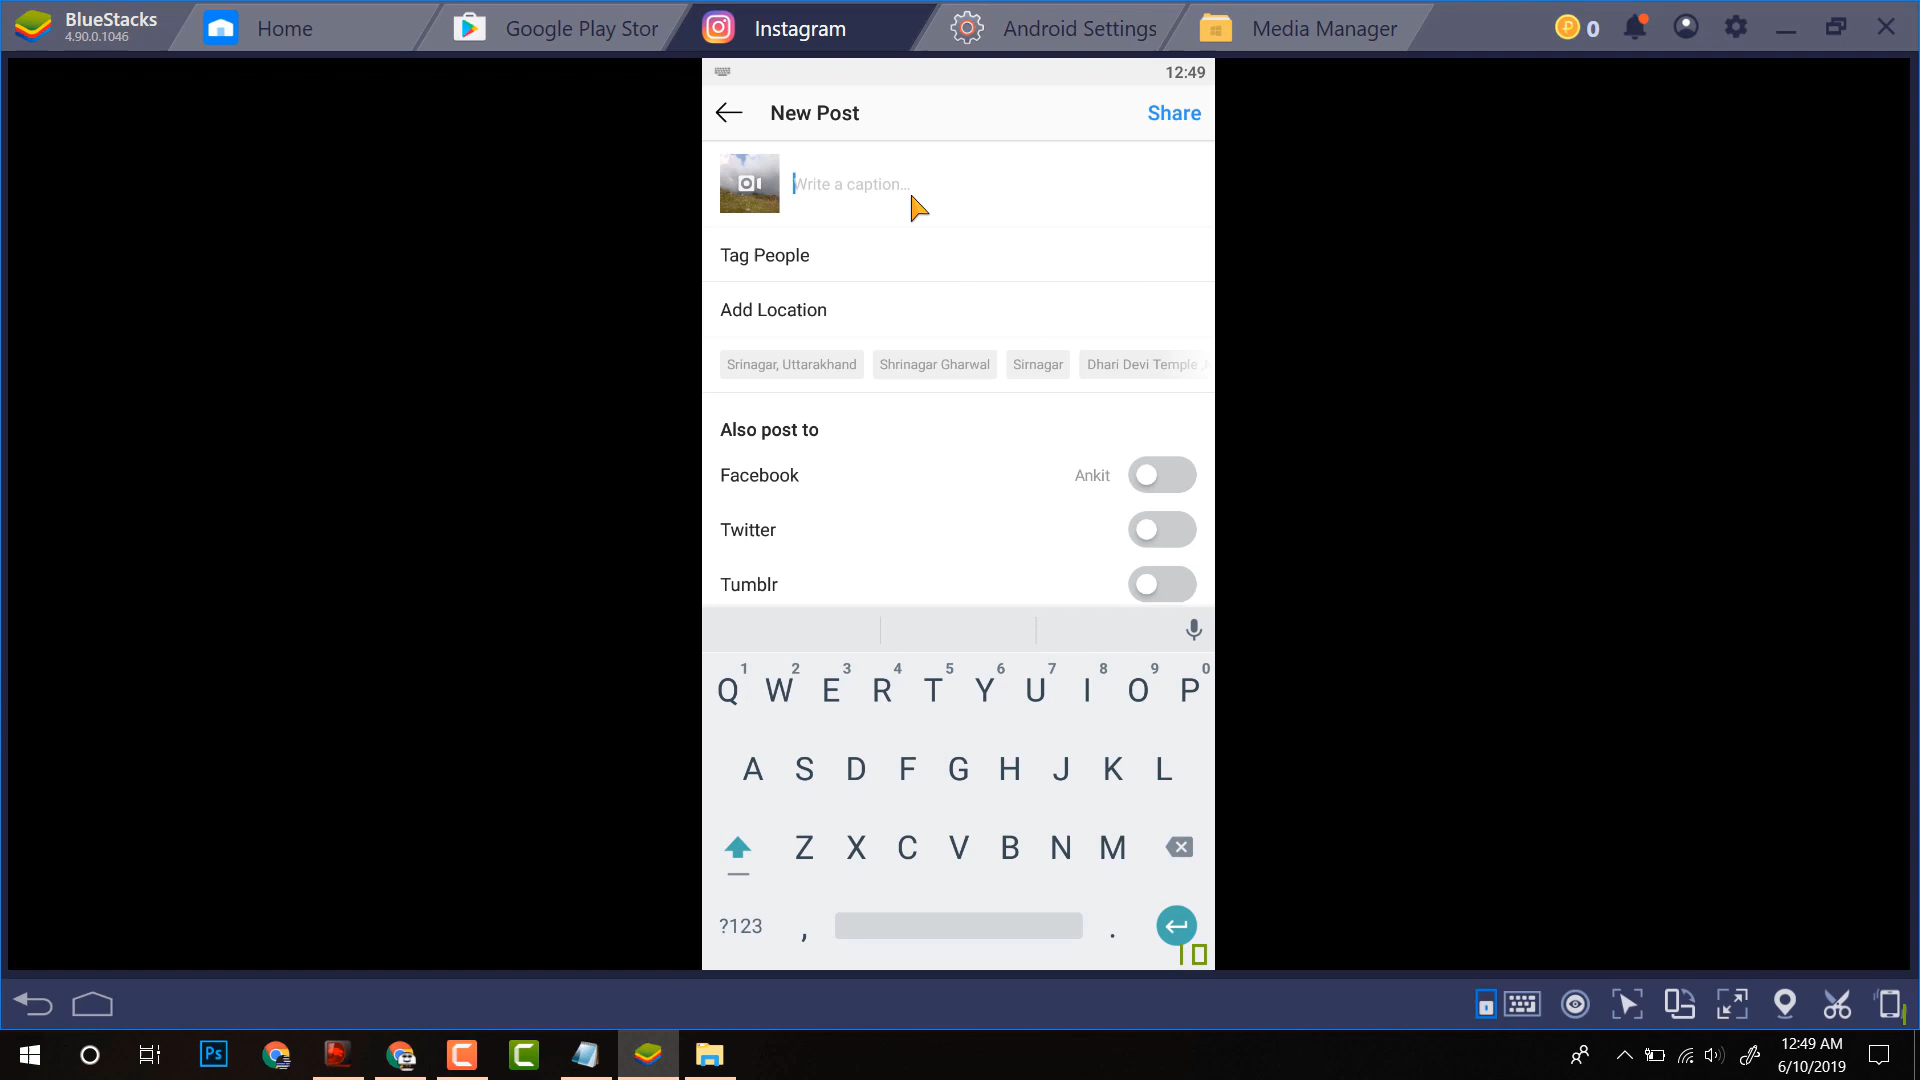 BlueStacks
4.90.0.1046
Home
Google Play Stor
Instagram
Android Settings
Media Manager
0
12:49
New Post
Share
Write a caption...
Tag People
Add Location
Srinagar, Uttarakhand
Shrinagar Gharwal
Sirnagar
Dhari Devi Temple
Also post to
Facebook
Ankit
Twitter
Tumblr
1 2 3 4 5 6 7 8 9 0
Q W E R T Y U I O P
A S D F G H J K L
Z X C V B N M
?123 , .
10
Ps
12:49 AM
6/10/2019